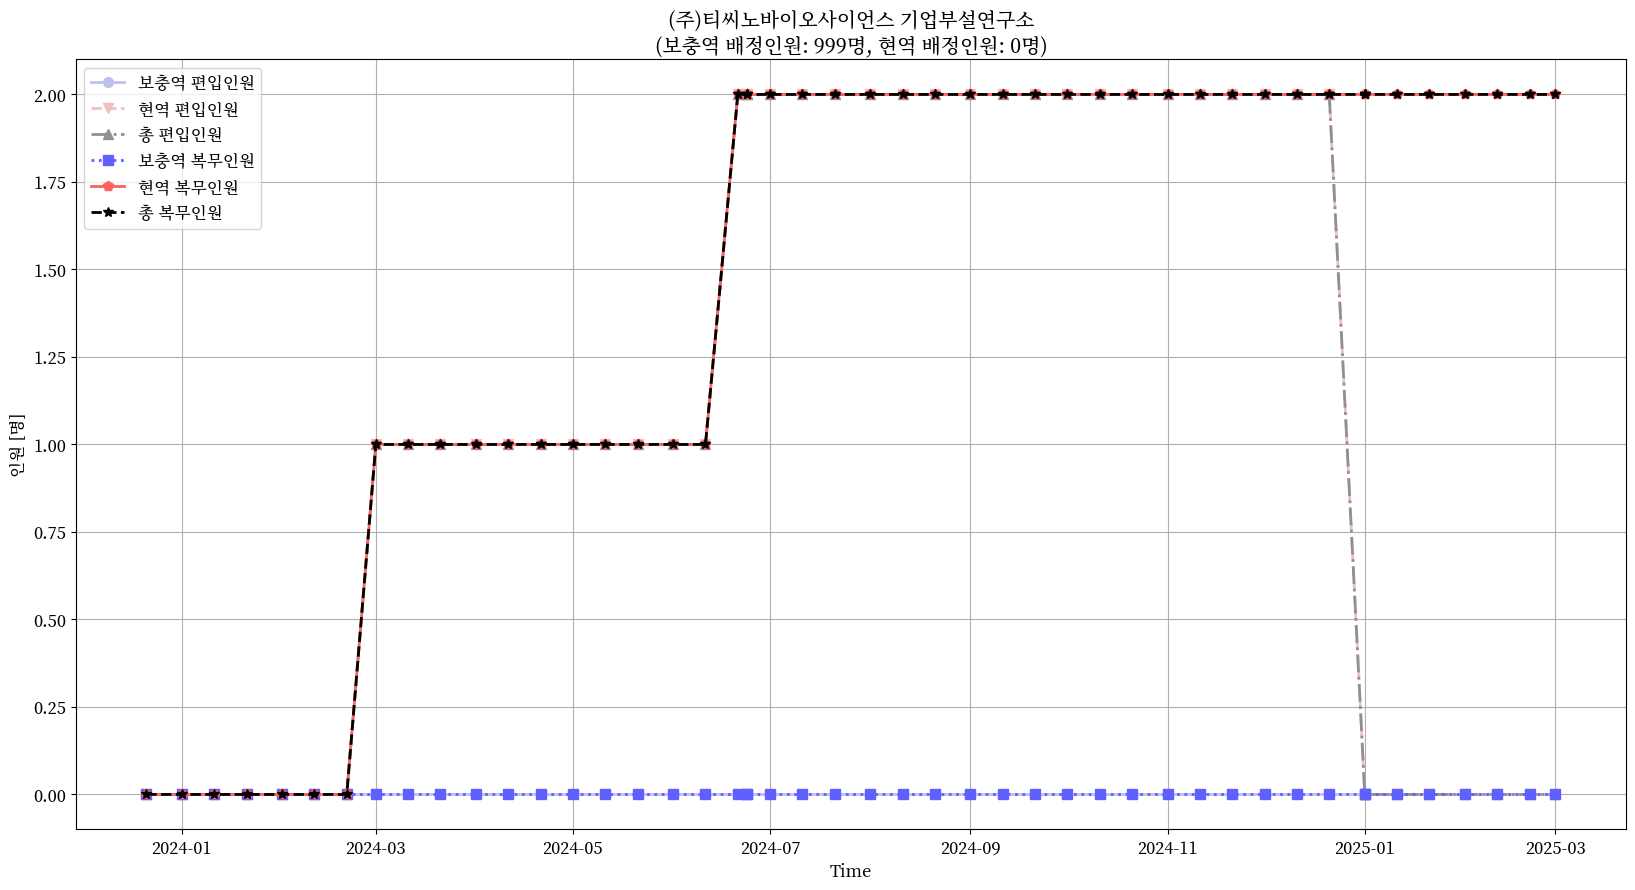 (주)티씨노바이오사이언스 기업부설연구소
(보충역 배정인원: 999명, 현역 배정인원: 0명)
보충역 편입인원
현역 편입인원
총 편입인원
보충역 복무인원
현역 복무인원
총 복무인원
2.00
1.75
1.50
1.25
1.00
0.75
0.50
0.25
0.00
인원 [명]
2024-01
2024-03
2024-05
2024-07
2024-09
2024-11
2025-01
2025-03
Time